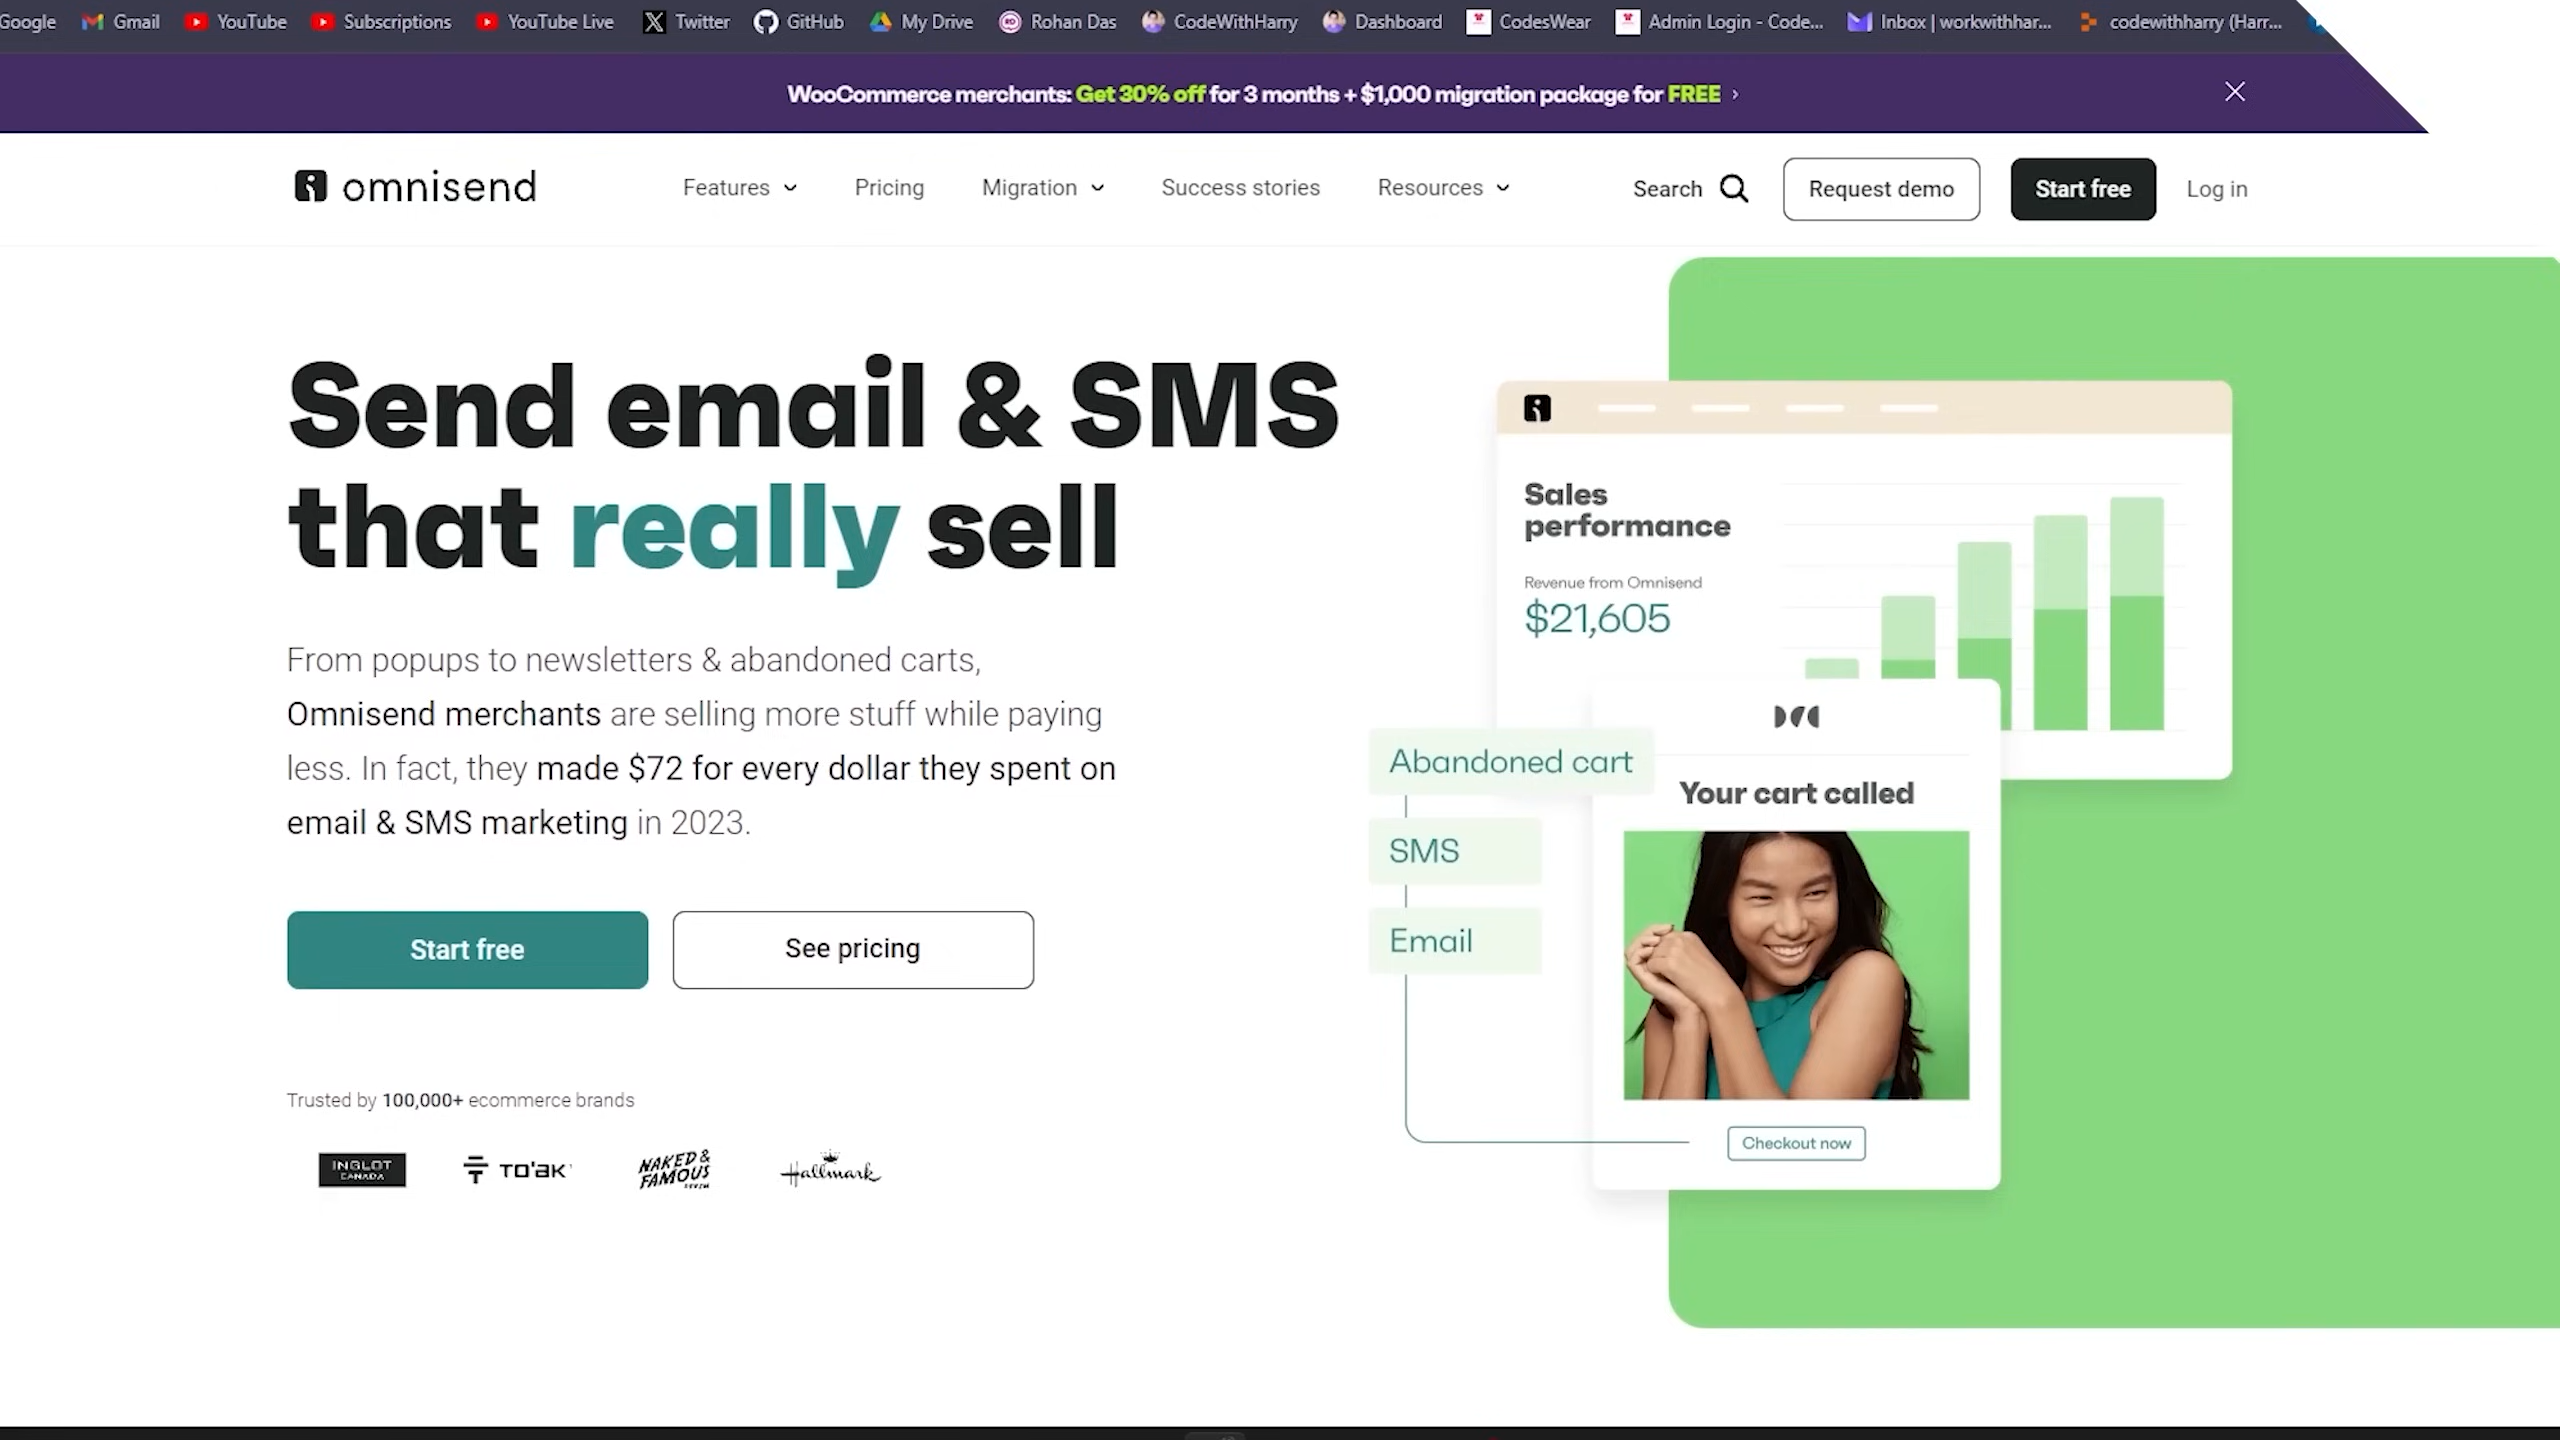 Google Gmail YouTube Subscriptions YouTube Live Twitter GitHub My Drive Rohan Das CodeWithHarry Dashboard CodesWear Admin Login - Code... Inbox | workwithhar... codewithharry (Harr...
WooCommerce merchants: Get 30% off for 3 months + $1,000 migration package for FREE ›
omnisend Features Pricing Migration Success stories Resources Search Request demo Start free Log in
Send email & SMS
that really sell
From popups to newsletters & abandoned carts,
Omnisend merchants are selling more stuff while paying
less. In fact, they made $72 for every dollar they spent on
email & SMS marketing in 2023.
Start free See pricing
Trusted by 100,000+ ecommerce brands
INGLOT
CANADA
TO'AK
NAKED &
FAMOUS
DENIM
Hallmark
Sales
performance
Revenue from Omnisend
$21,605
Abandoned cart
SMS
Email
Your cart called
Checkout now